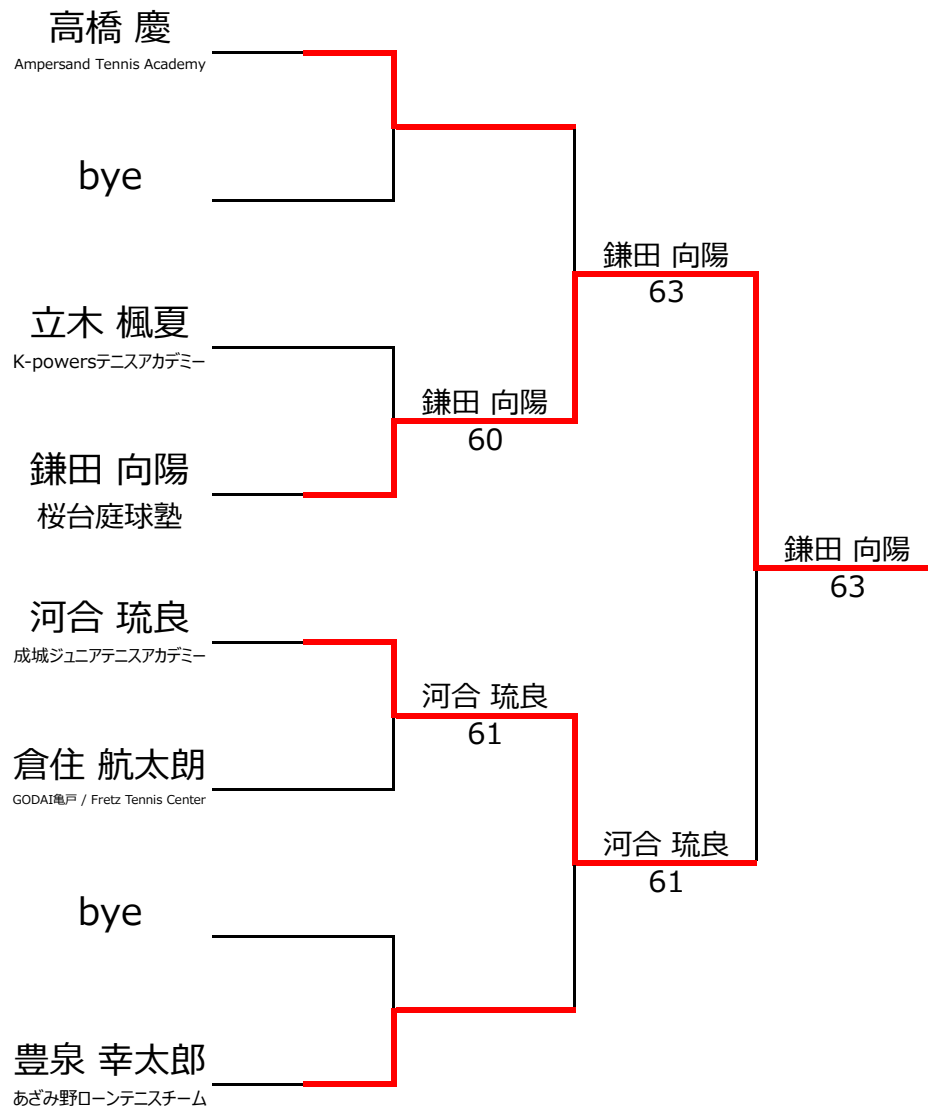 高橋 慶
Ampersand Tennis Academy
bye
立木 楓夏
K-powersテニスアカデミー
鎌田 向陽
桜台庭球塾
河合 琉良
成城ジュニアテニスアカデミー
倉住 航太朗
GODAI亀戸 / Fretz Tennis Center
bye
豊泉 幸太郎
あざみ野ローンテニスチーム
鎌田 向陽
60
河合 琉良
61
鎌田 向陽
63
河合 琉良
61
鎌田 向陽
63